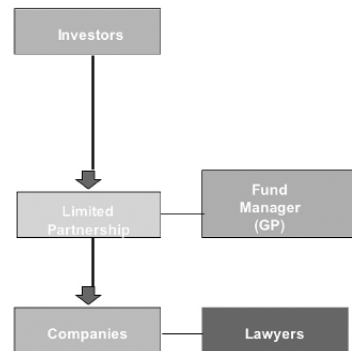 Investors
Limited
Partnership
Fund
Manager
(GP)
Companies
Lawyers